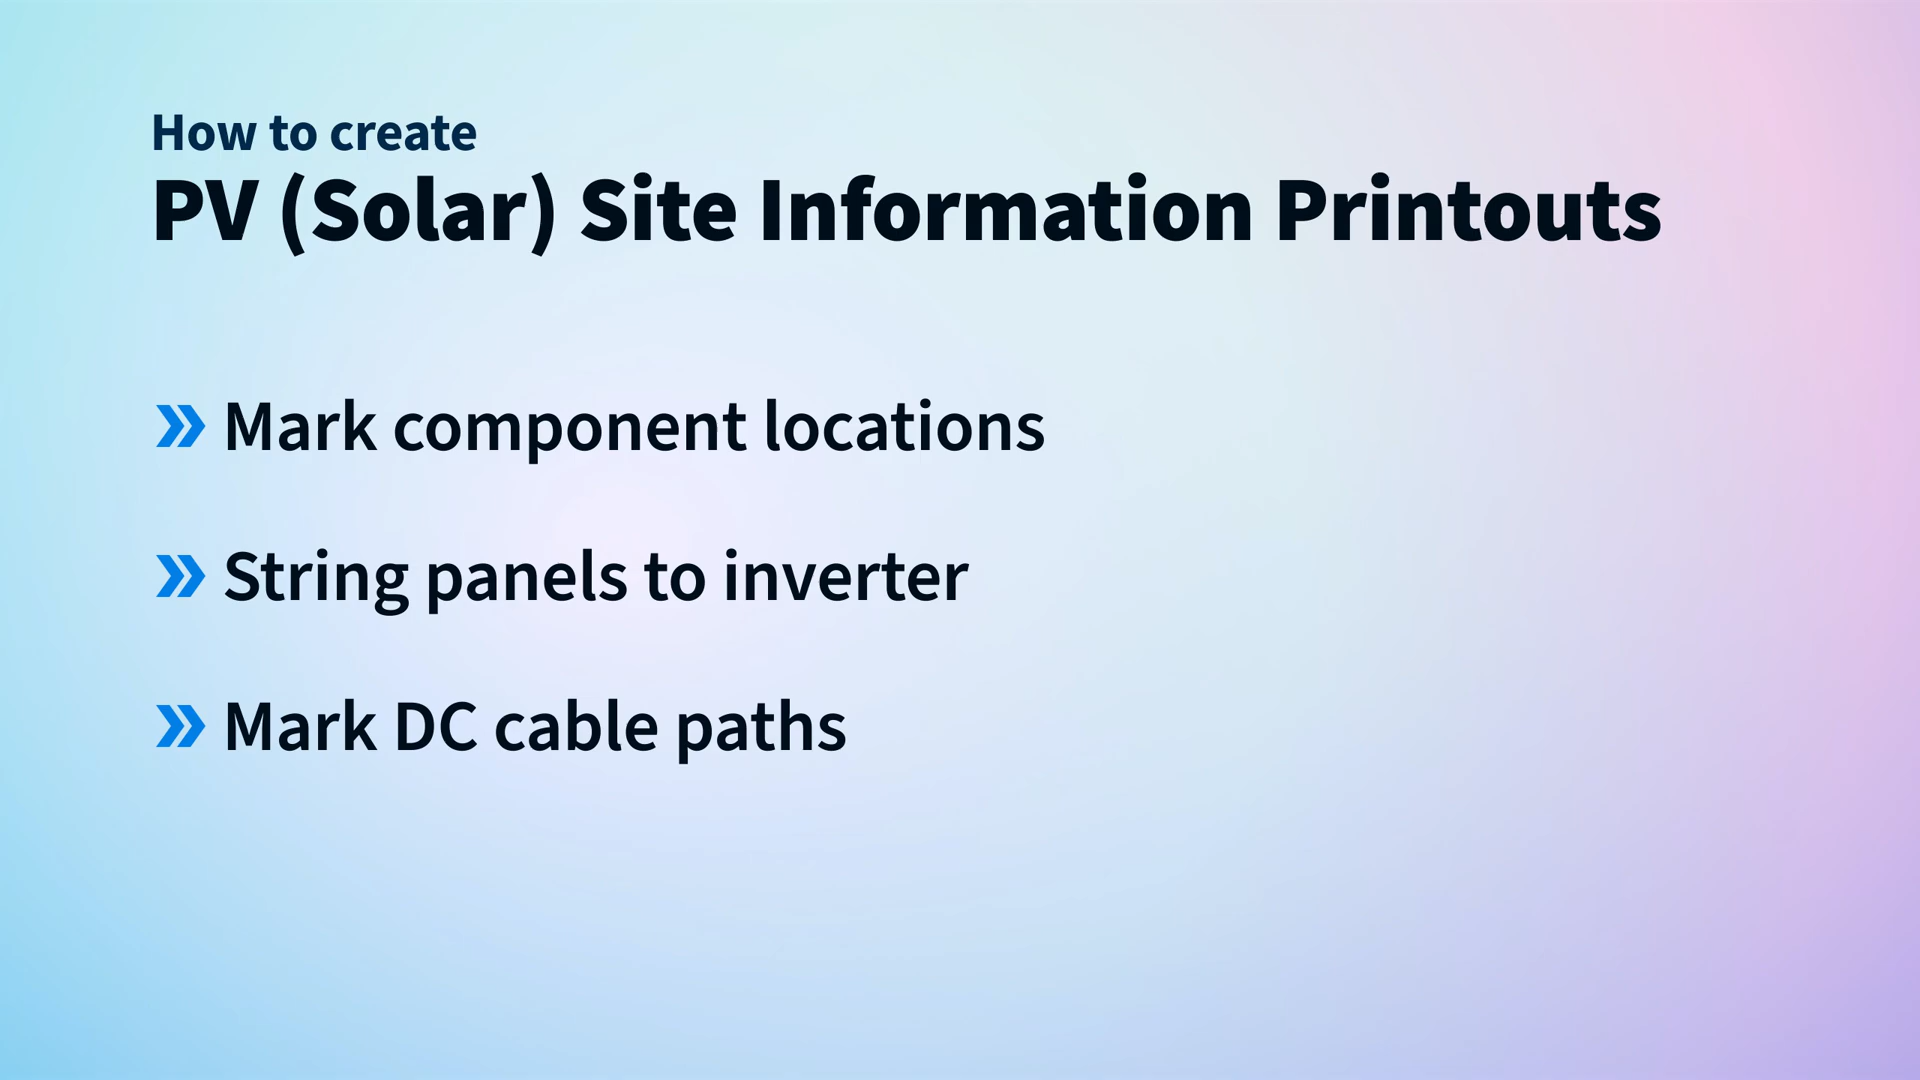 How to create
PV (Solar) Site Information Printouts
» Mark component locations
» String panels to inverter
» Mark DC cable paths